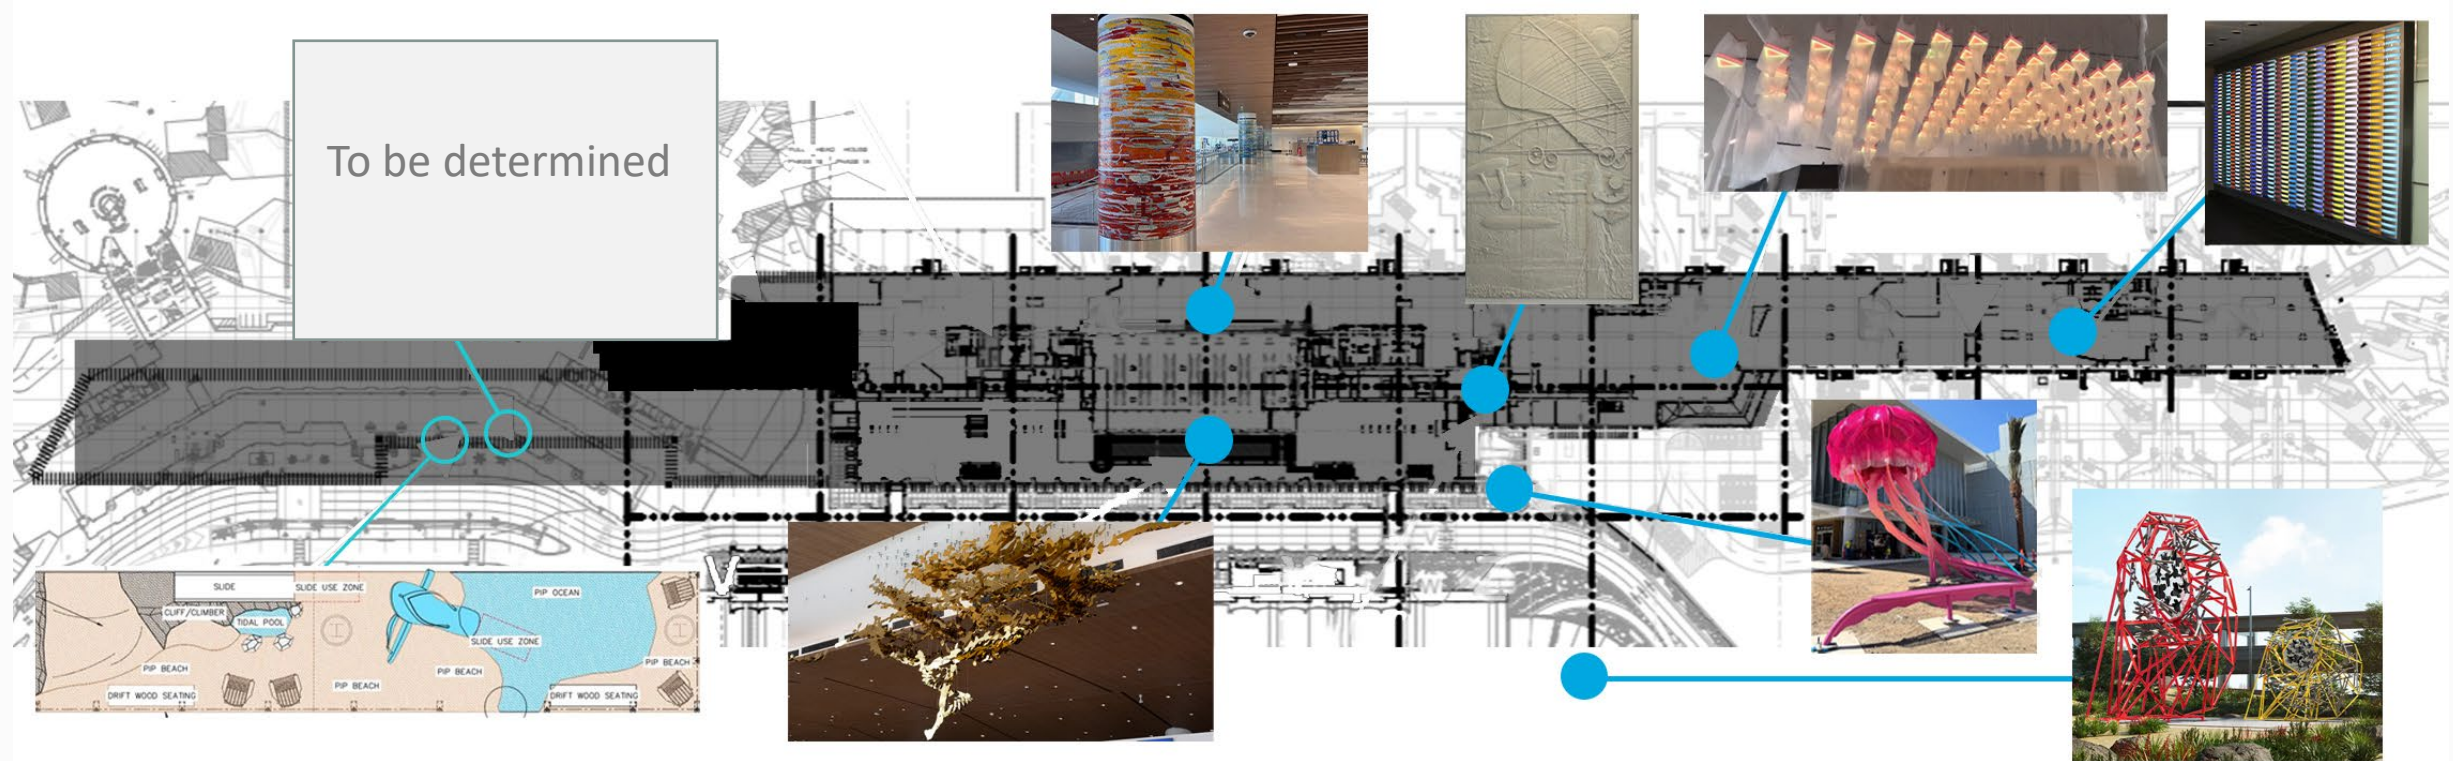 To be determined
SLIDE
SLIDE USE ZONE
PIP OCEAN
CLIFF/CLIMBER
TIDAL POOL
SLIDE USE ZONE
PIP BEACH
PIP BEACH
PIP BEACH
PIP BEACH
DRIFT WOOD SEATING
DRIFT WOOD SEATING